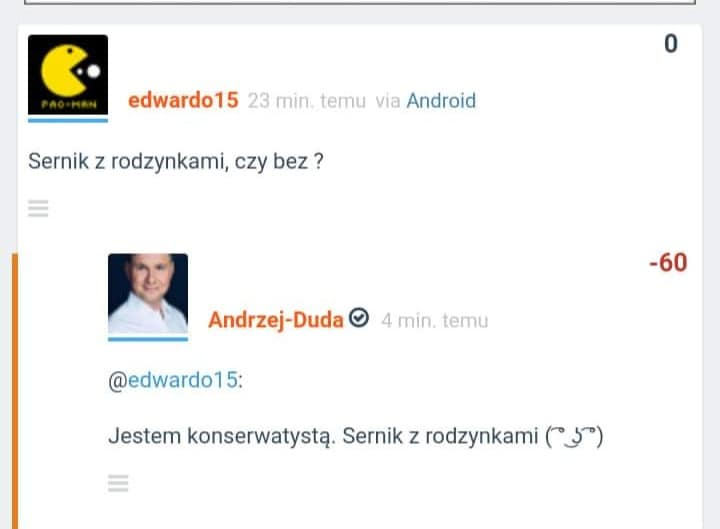 0
PAC-MAN
edwardo15 23 min. temu via Android
Sernik z rodzynkami, czy bez ?
-60
Andrzej-Duda 4 min. temu
@edwardo15:
Jestem konserwatystą. Sernik z rodzynkami ( ͡° ͜ʖ ͡°)